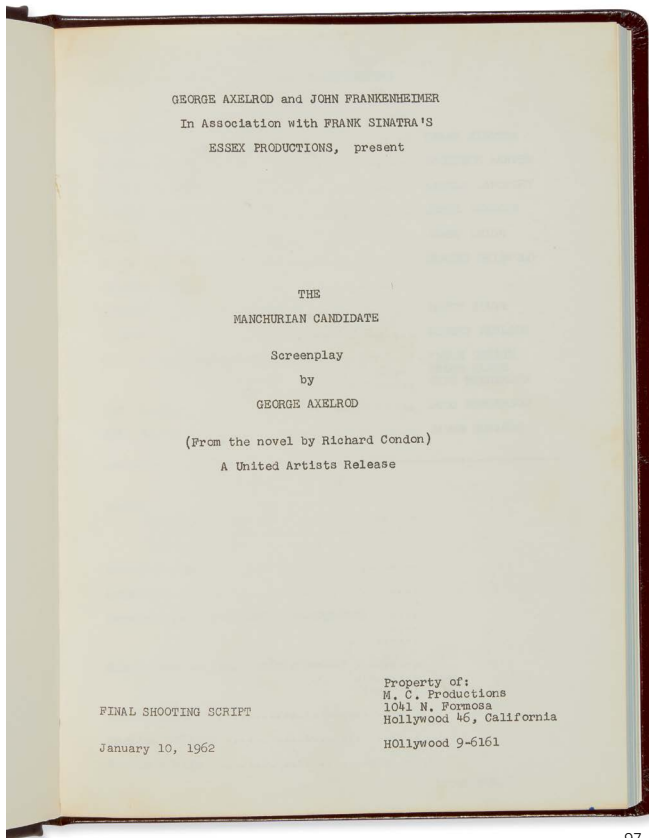 GEORGE AXELROD and JOHN FRANKENHEIMER
In Association with FRANK SINATRA'S
ESSEX PRODUCTIONS, present
THE
MANCHURIAN CANDIDATE
Screenplay
by
GEORGE AXELROD
(From the novel by Richard Condon)
A United Artists Release
FINAL SHOOTING SCRIPT
January 10, 1962
Property of:
M. C. Productions
1041 N. Formosa
Hollywood 46, California
HOllywood 9-6161
97